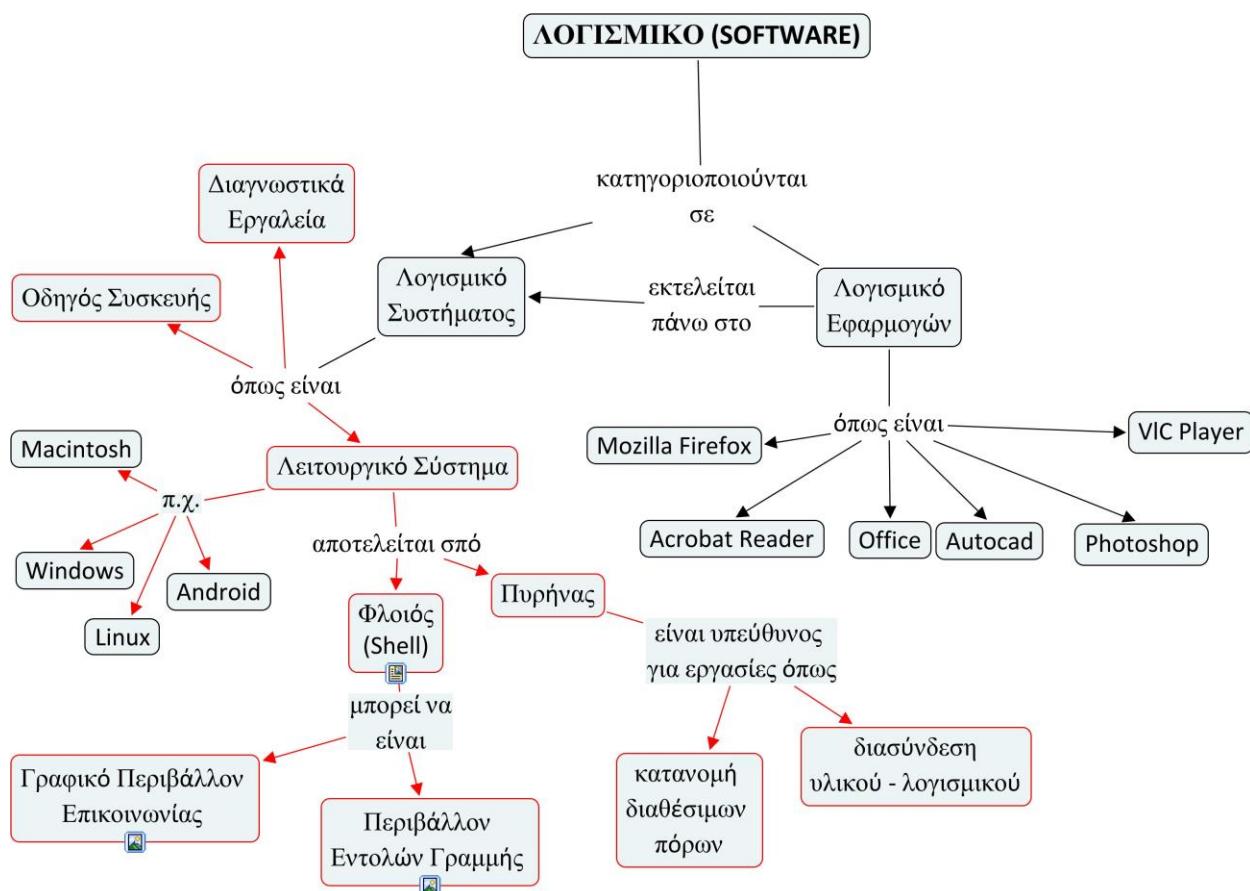 ΛΟΓΙΣΜΙΚΟ (SOFTWARE)
κατηγοριοποιούνται
σε
Διαγνωστικά
Εργαλεία
Οδηγός Συσκευής
Λογισμικό
Συστήματος
εκτελείται
πάνω στο
Λογισμικό
Εφαρμογών
όπως είναι
όπως είναι
Mozilla Firefox
VlC Player
Acrobat Reader
Office
Autocad
Photoshop
Λειτουργικό Σύστημα
Macintosh
π.χ.
Windows
Android
Linux
αποτελείται σπό
Φλοιός
(Shell)
Πυρήνας
είναι υπεύθυνος
για εργασίες όπως
μπορεί να
είναι
Γραφικό Περιβάλλον
Επικοινωνίας
Περιβάλλον
Εντολών Γραμμής
κατανομή
διαθέσιμων
πόρων
διασύνδεση
υλικού - λογισμικού